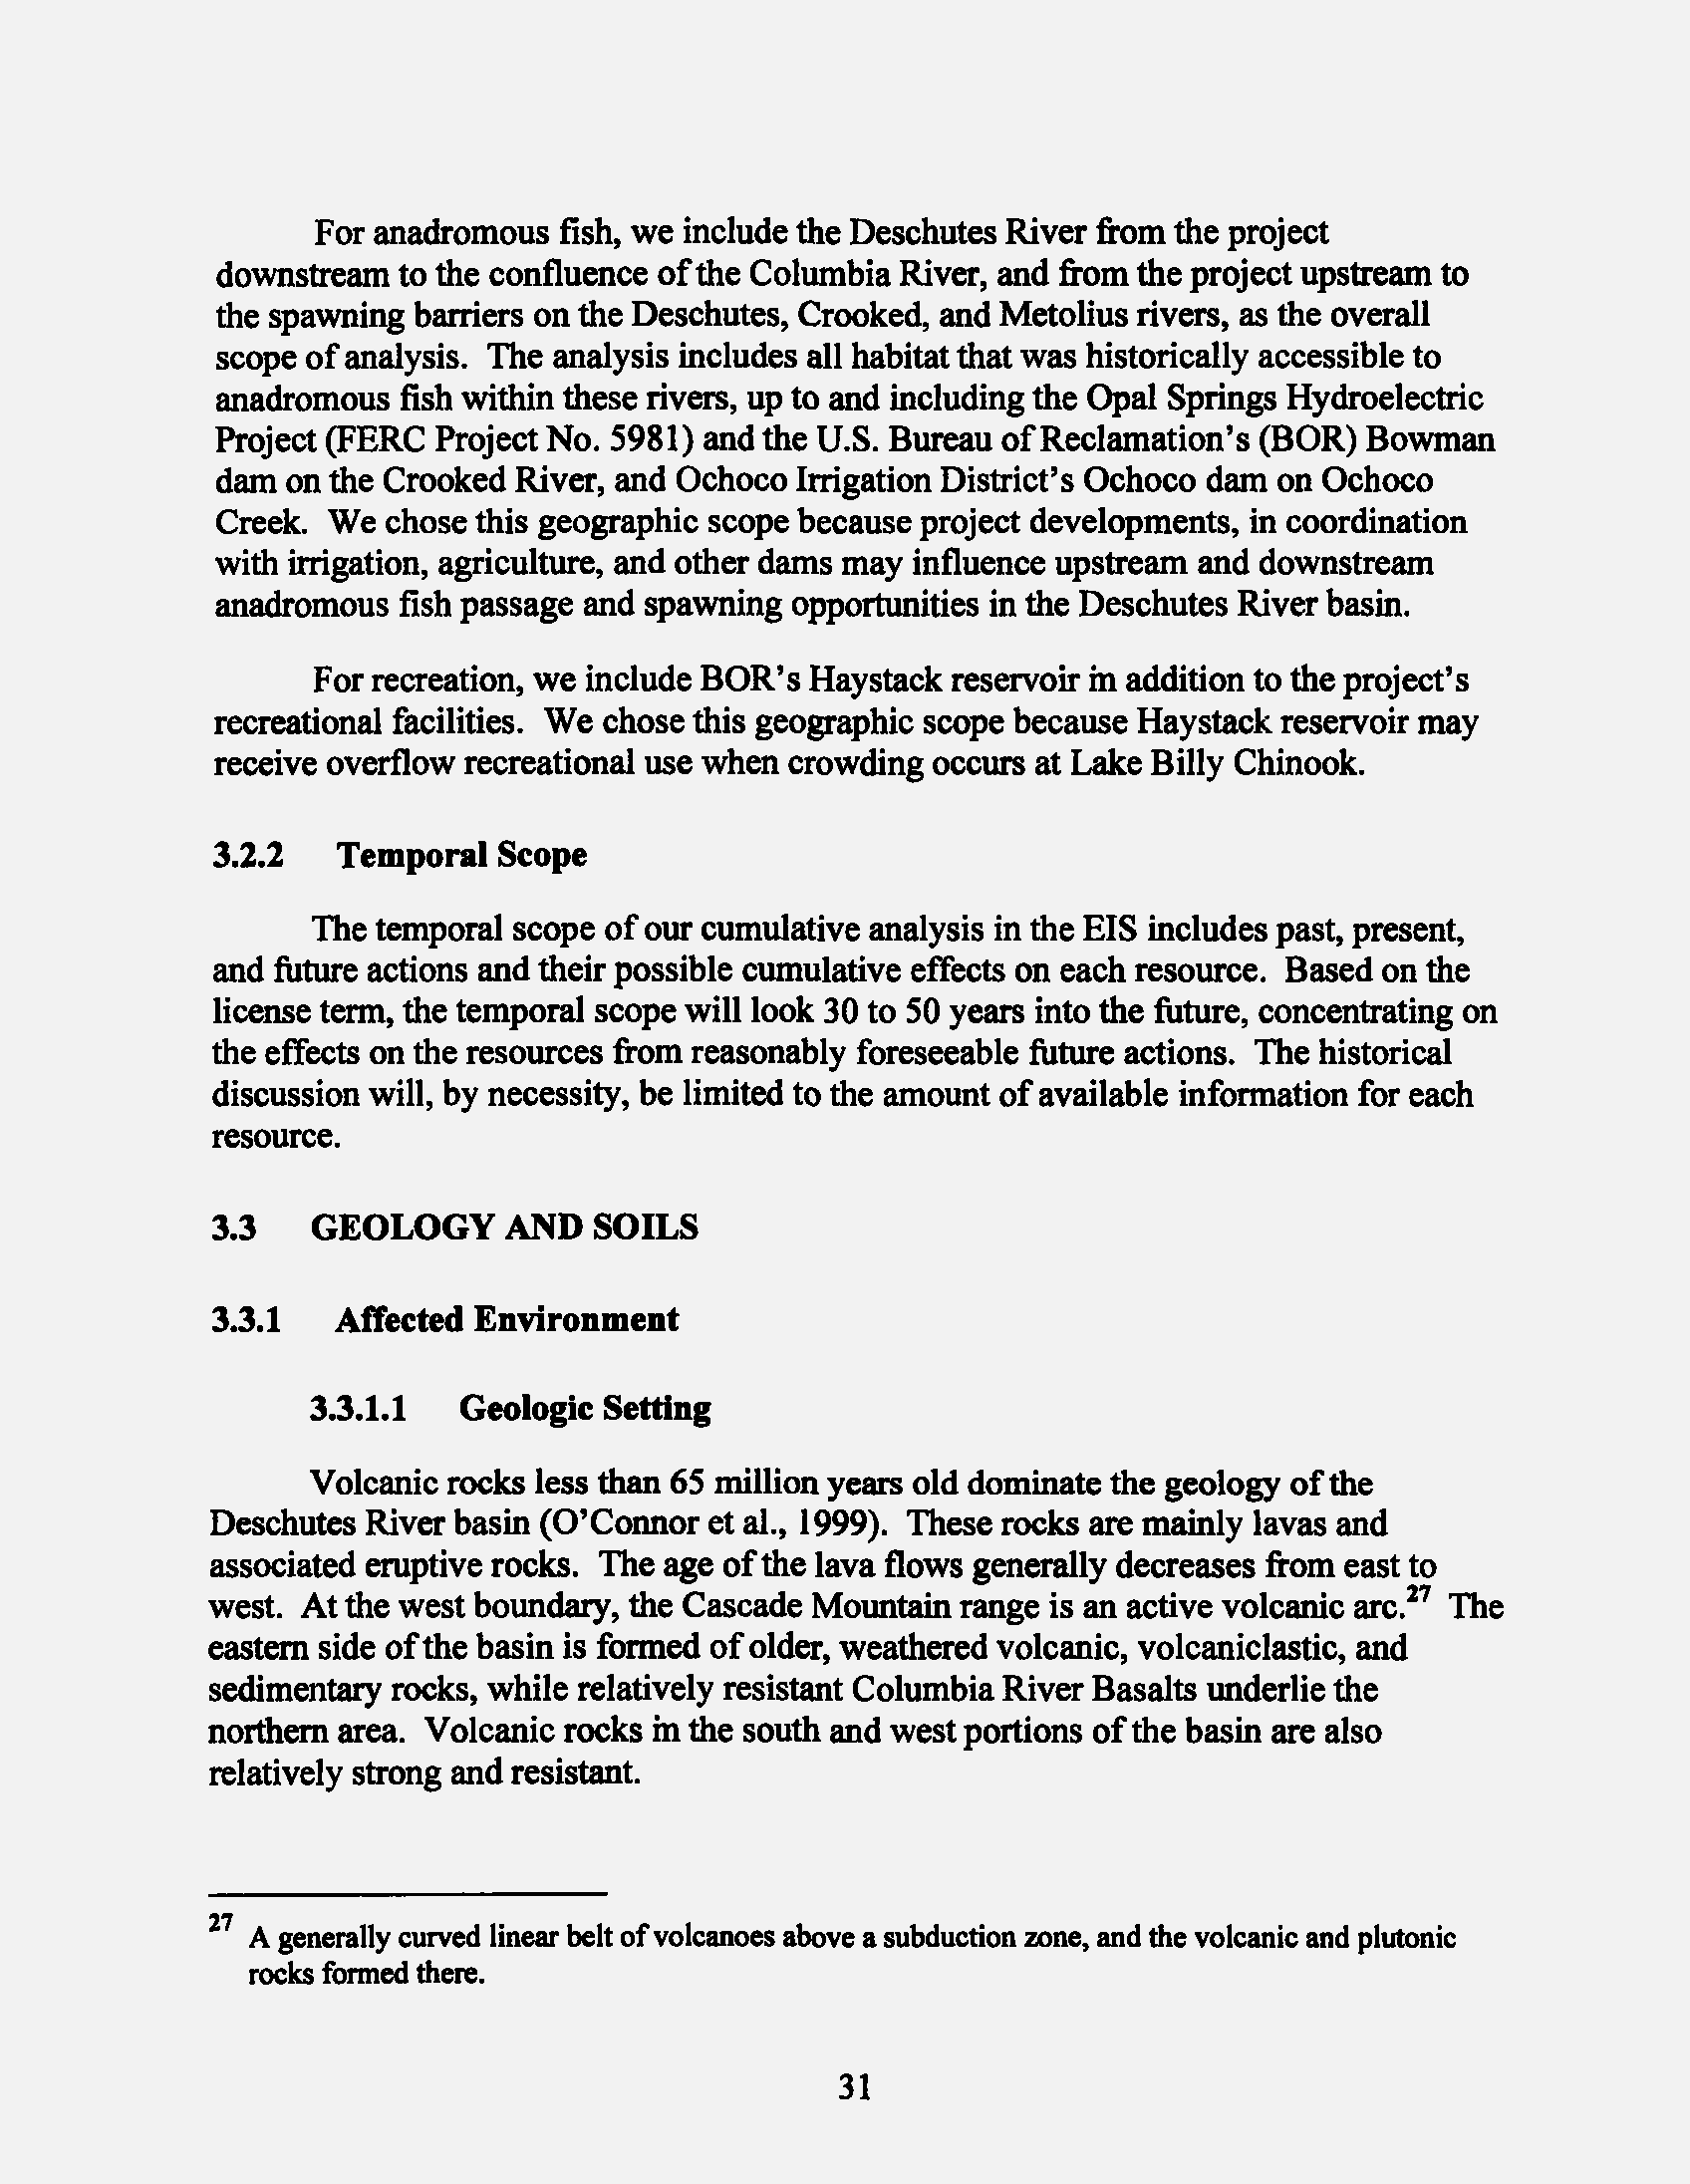 For anadromous fish, we include the Deschutes River from the project
downstream to the confluence of the Columbia River, and from the project upstream to
the spawning barriers on the Deschutes, Crooked, and Metolius rivers, as the overall
scope of analysis. The analysis includes all habitat that was historically accessible to
anadromous fish within these rivers, up to and including the Opal Springs Hydroelectric
Project (FERC Project No. 5981) and the U.S. Bureau of Reclamation's (BOR) Bowman
dam on the Crooked River, and Ochoco Irrigation District's Ochoco dam on Ochoco
Creek. We chose this geographic scope because project developments, in coordination
with irrigation, agriculture, and other dams may influence upstream and downstream
anadromous fish passage and spawning opportunities in the Deschutes River basin.
For recreation, we include BOR's Haystack reservoir in addition to the project's
recreational facilities. We chose this geographic scope because Haystack reservoir may
receive overflow recreational use when crowding occurs at Lake Billy Chinook.
3.2.2 Temporal Scope
The temporal scope of our cumulative analysis in the EIS includes past, present,
and future actions and their possible cumulative effects on each resource. Based on the
license term, the temporal scope will look 30 to 50 years into the future, concentrating on
the effects on the resources from reasonably foreseeable future actions. The historical
discussion will, by necessity, be limited to the amount of available information for each
resource.
3.3 GEOLOGY AND SOILS
3.3.1 Affected Environment
3.3.1.1 Geologic Setting
Volcanic rocks less than 65 million years old dominate the geology of the
Deschutes River basin (O'Connor et al., 1999). These rocks are mainly lavas and
associated eruptive rocks. The age of the lava flows generally decreases from east to
west. At the west boundary, the Cascade Mountain range is an active volcanic arc.27 The
eastern side of the basin is formed of older, weathered volcanic, volcaniclastic, and
sedimentary rocks, while relatively resistant Columbia River Basalts underlie the
northern area. Volcanic rocks in the south and west portions of the basin are also
relatively strong and resistant.
27 A generally curved linear belt of volcanoes above a subduction zone, and the volcanic and plutonic
rocks formed there.
31